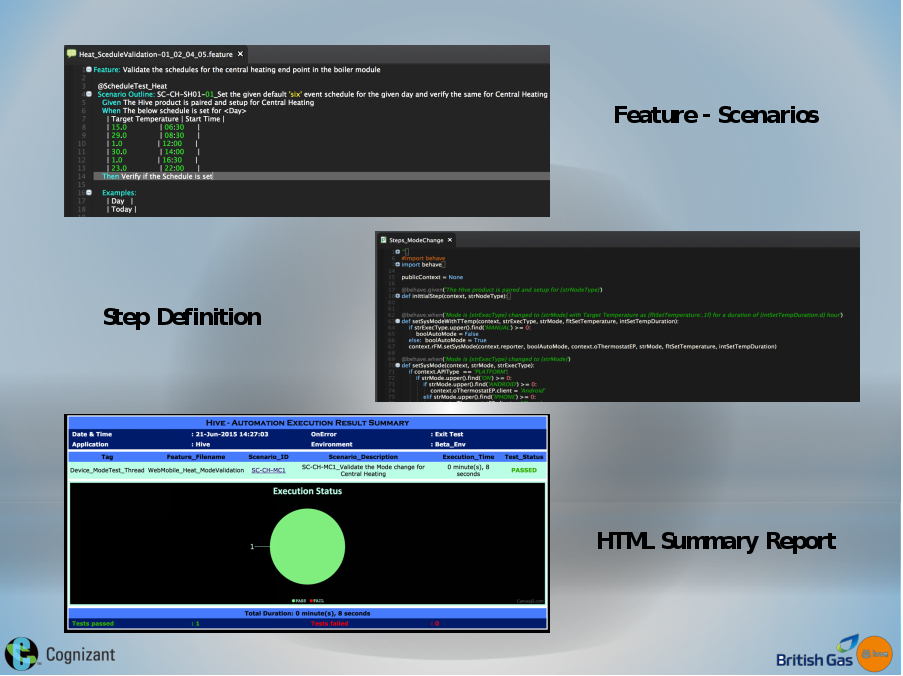 Heat_SceduleValidation-01_02_04_05.feature
1 Feature: Validate the schedules for the central heating end point in the boiler module
2
3 @ScheduleTest_Heat
4 Scenario Outline: SC-CH-SH01-01_Set the given default 'six' event schedule for the given day and verify the same for Central Heating
5 Given The Hive product is paired and setup for Central Heating
6 When The below schedule is set for <Day>
7 | Target Temperature | Start Time |
8 | 15.0 | 06:30 |
9 | 29.0 | 08:30 |
10 | 1.0 | 12:00 |
11 | 30.0 | 14:00 |
12 | 1.0 | 16:30 |
13 | 23.0 | 22:00 |
14 Then Verify if the Schedule is set
15
16 Examples:
17 | Day |
18 | Today |
Feature - Scenarios
Steps_ModeChange
#import behave
import behave
publicContext = None
@behave.given('The Hive product is paired and setup for {strNodeType}')
def initialStep(context, strNodeType):
@behave.when('Mode is {strExecType} changed to {strMode} with Target Temperature as {fltSetTemperature:.1f} for a duration of {intSetTempDuration:d} hour')
def setSysModeWithTTemp(context, strExecType, strMode, fltSetTemperature, intSetTempDuration):
if strExecType.upper().find('MANUAL') >= 0:
boolAutoMode = False
else: boolAutoMode = True
context.rFM.setSysMode(context.reporter, boolAutoMode, context.oThermostatEP, strMode, fltSetTemperature, intSetTempDuration)
@behave.when('Mode is {strExecType} changed to {strMode}')
def setSysMode(context, strMode, strExecType):
if context.APIType == 'PLATFORM':
if strMode.upper().find('ON') >= 0:
if strMode.upper().find('ANDROID') >= 0:
context.oThermostatEP.client = 'Android'
elif strMode.upper().find('IPHONE') >= 0:
Step Definition
HIVE - AUTOMATION EXECUTION RESULT SUMMARY
Date & Time : 21-Jun-2015 14:27:03 OnError : Exit Test
Application : Hive Environment : Beta_Env
Tag Feature_Filename Scenario_ID Scenario_Description Execution_Time Test_Status
Device_ModeTest_Thread WebMobile_Heat_ModeValidation SC-CH-MC1 SC-CH-MC1_Validate the Mode change for Central Heating 0 minute(s), 8 seconds PASSED
Execution Status
1
PASS FAIL
CanvasJS.com
Total Duration: 0 minute(s), 8 seconds
Tests passed : 1 Tests failed : 0
HTML Summary Report
Cognizant
British Gas
hive